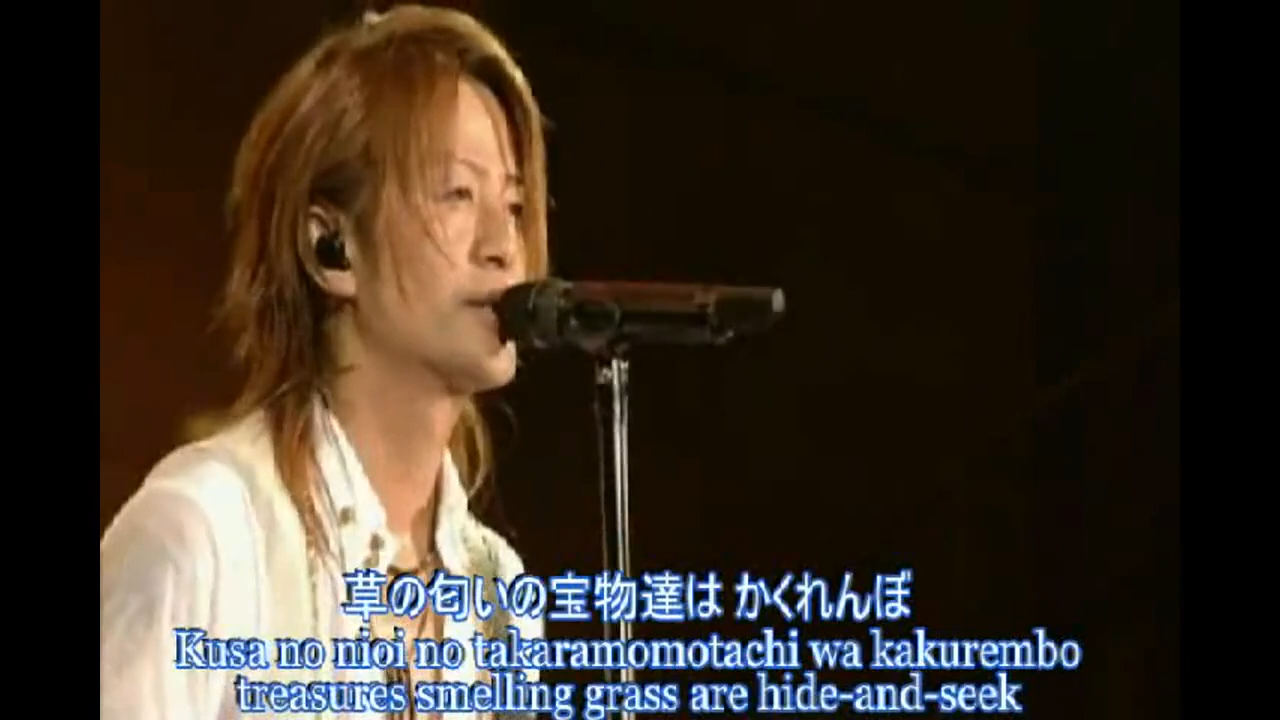 草の匂いの宝物達は かくれんぼ
Kusa no nioi no takaramomotachi wa kakurembo
treasures smelling grass are hide-and-seek